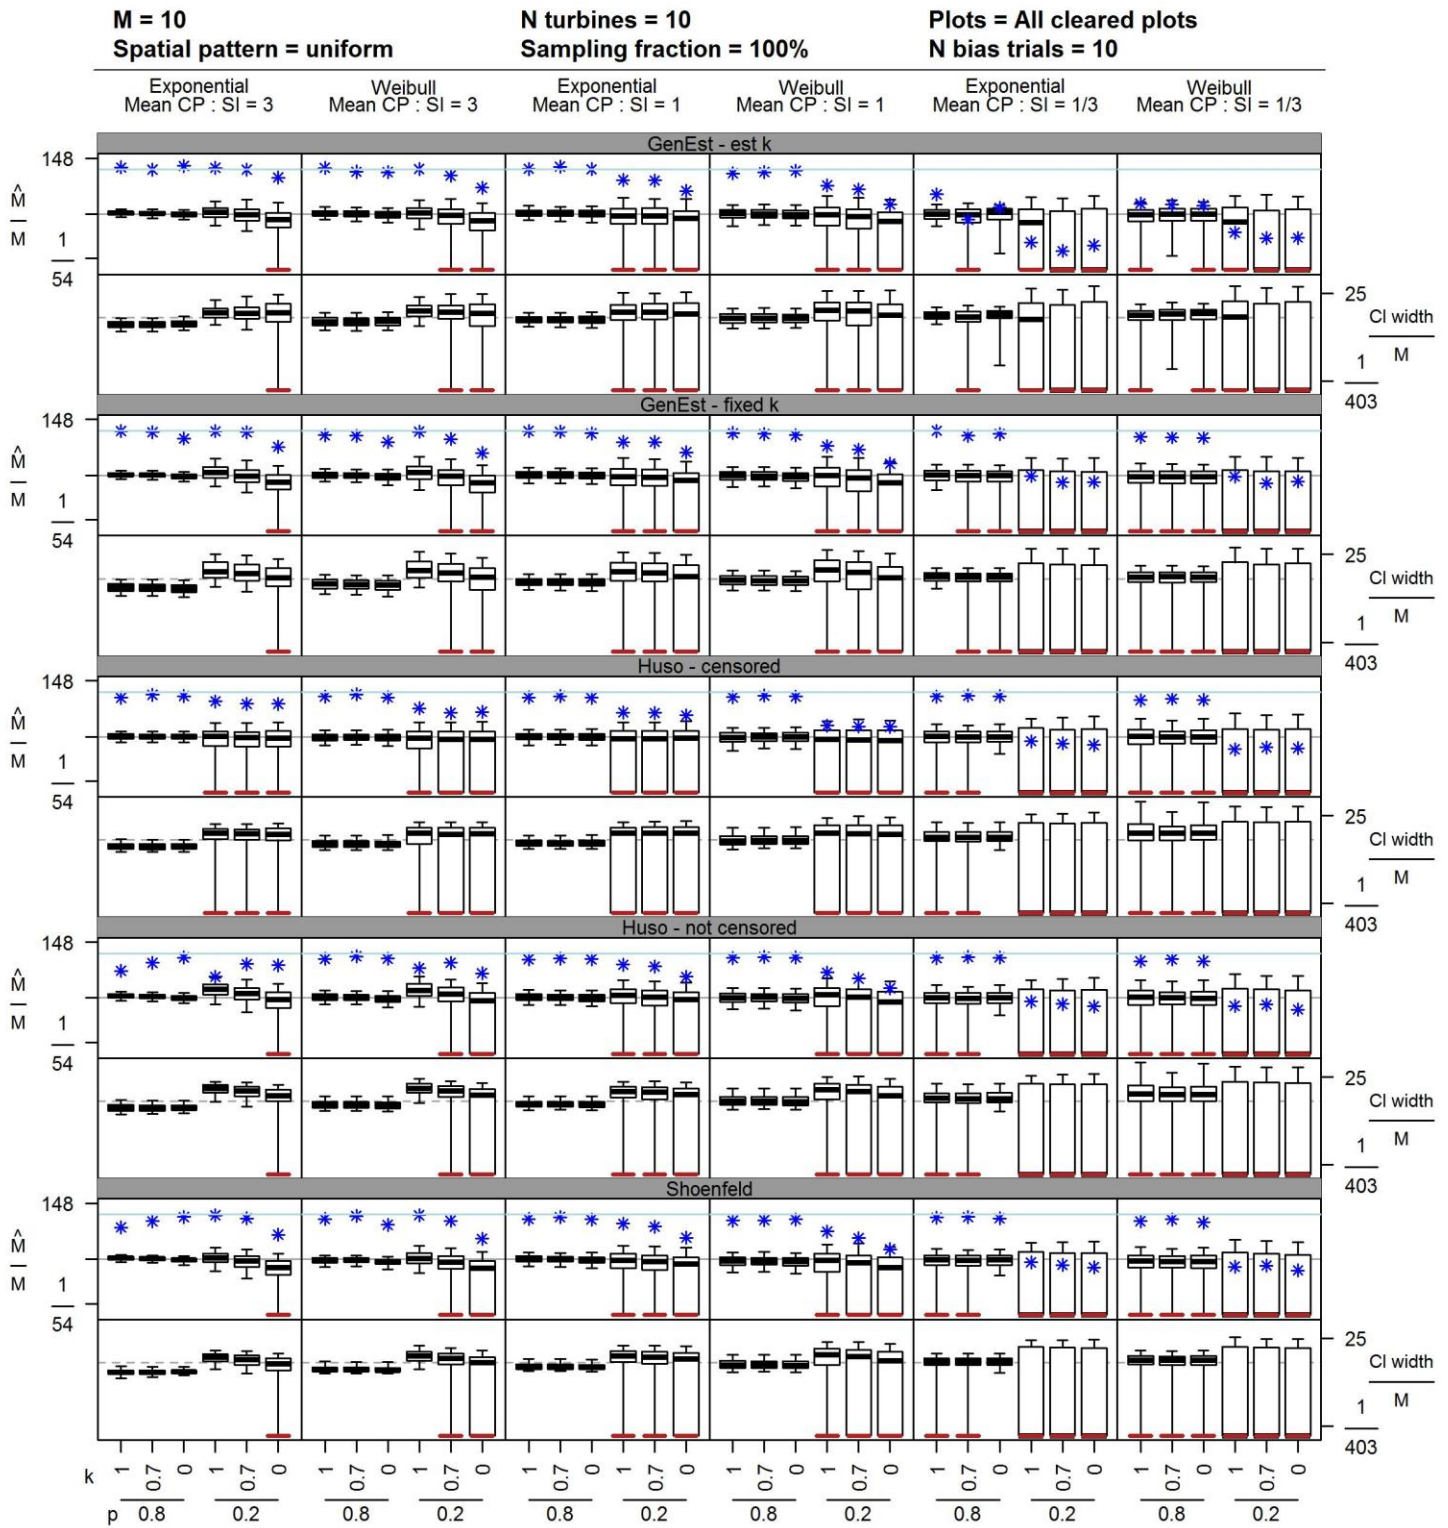 M = 10 N turbines = 10 Plots = All cleared plots
Spatial pattern = uniform Sampling fraction = 100% N bias trials = 10
Exponential Weibull Exponential Weibull Exponential Weibull
Mean CP : SI = 3 Mean CP : SI = 3 Mean CP : SI = 1 Mean CP : SI = 1 Mean CP : SI = 1/3 Mean CP : SI = 1/3
GenEst - est k
148
M̂
M
1
54
25
CI width
M
1
403
GenEst - fixed k
148
M̂
M
1
54
25
CI width
M
1
403
Huso - censored
148
M̂
M
1
54
25
CI width
M
1
403
Huso - not censored
148
M̂
M
1
54
25
CI width
M
1
403
Shoenfeld
148
M̂
M
1
54
25
CI width
M
1
403
k 1 0.7 0 1 0.7 0 1 0.7 0 1 0.7 0 1 0.7 0 1 0.7 0 1 0.7 0 1 0.7 0 1 0.7 0 1 0.7 0 1 0.7 0 1 0.7 0
p 0.8 0.2 0.8 0.2 0.8 0.2 0.8 0.2 0.8 0.2 0.8 0.2